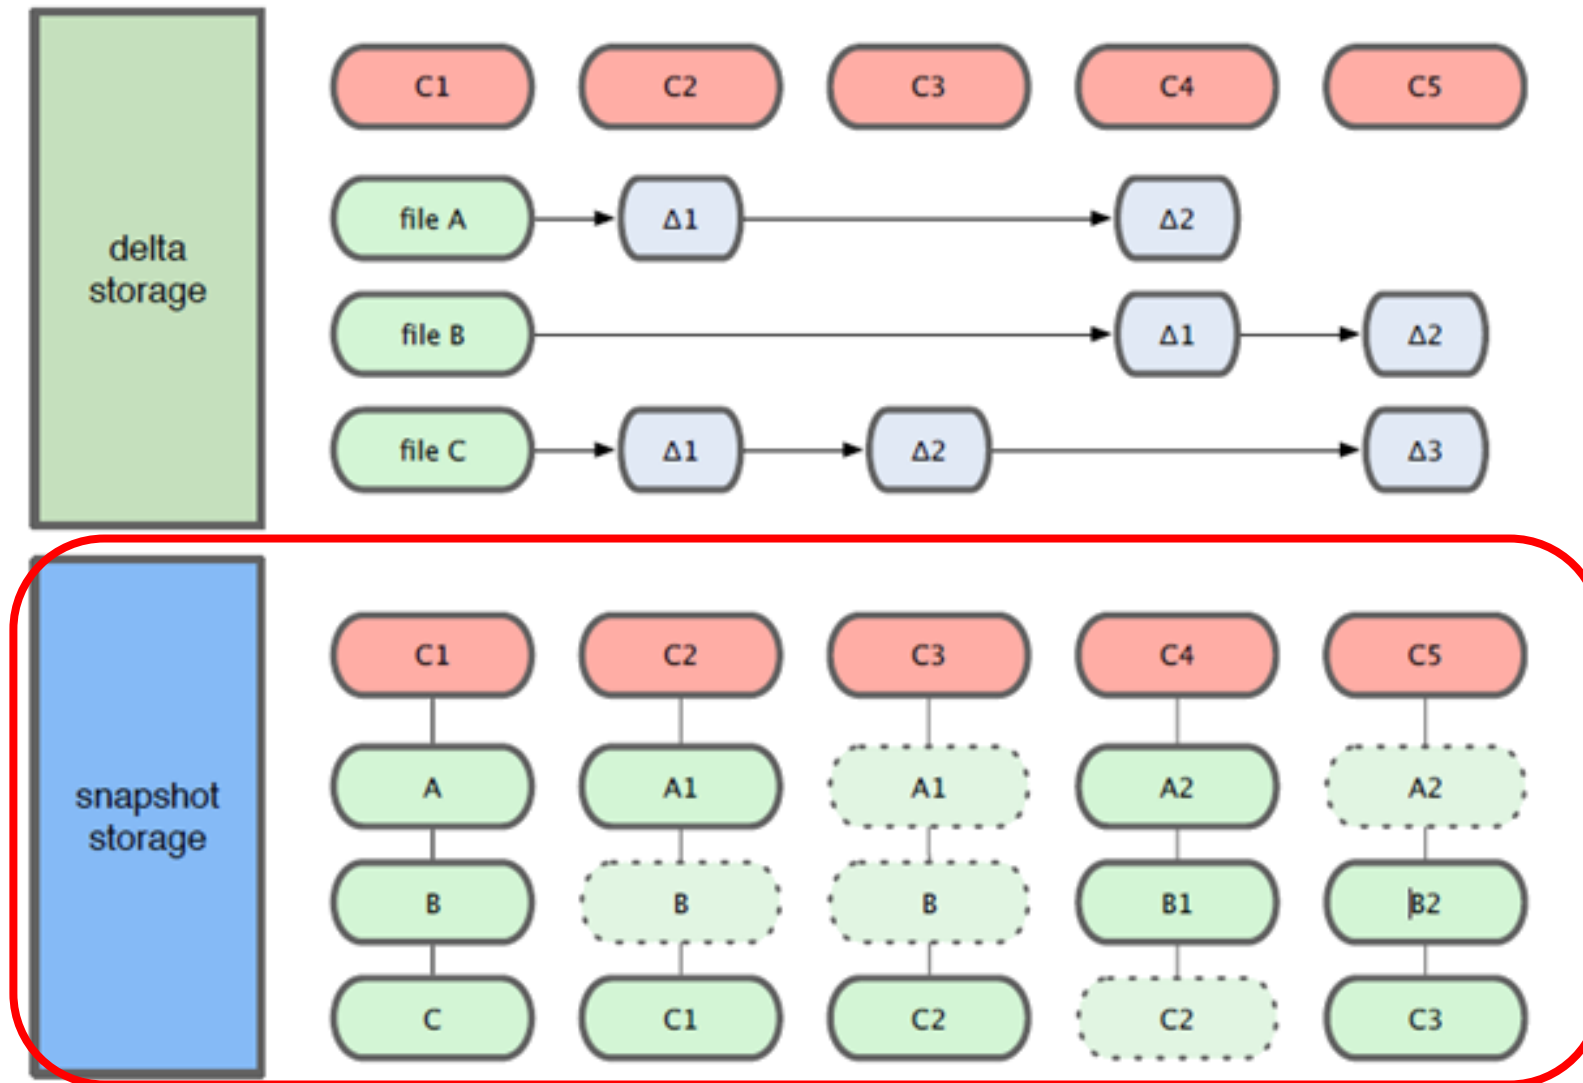 delta
storage
C1 C2 C3 C4 C5
file A Δ1 Δ2
file B Δ1 Δ2
file C Δ1 Δ2 Δ3
snapshot
storage
C1 C2 C3 C4 C5
A A1 A1 A2 A2
B B B B1 B2
C C1 C2 C2 C3